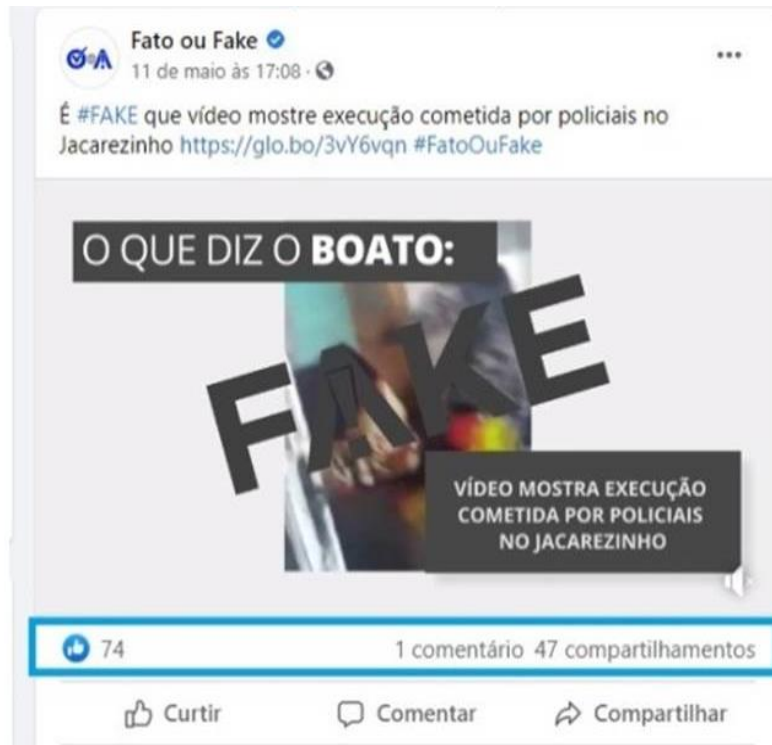 Fato ou Fake
11 de maio às 17:08 ·
É #FAKE que vídeo mostre execução cometida por policiais no
Jacarezinho https://glo.bo/3vY6vqn #FatoOuFake
O QUE DIZ O BOATO:
FAKE
VÍDEO MOSTRA EXECUÇÃO
COMETIDA POR POLICIAIS
NO JACAREZINHO
74 1 comentário 47 compartilhamentos
Curtir Comentar Compartilhar